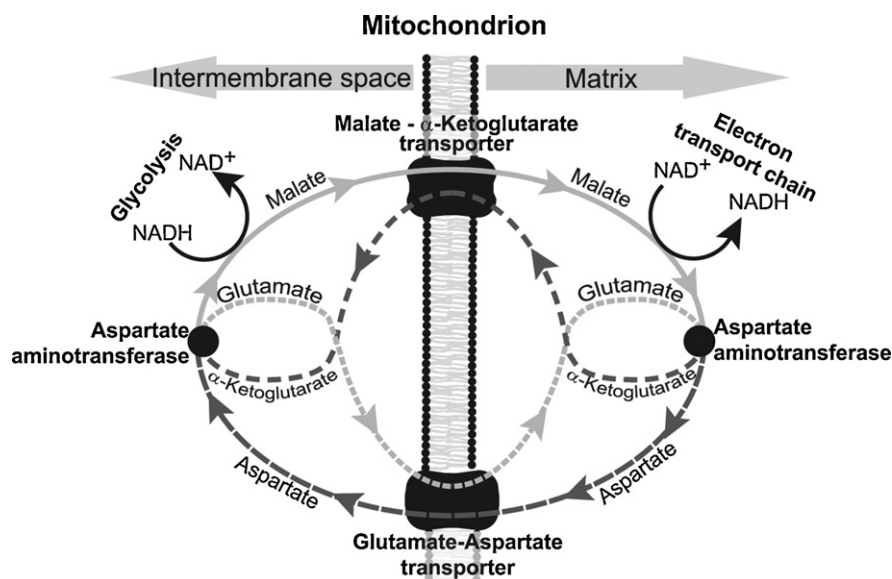 Mitochondrion
Intermembrane space
Matrix
Malate - α-Ketoglutarate
transporter
Glycolysis
NAD+
NADH
Malate
Malate
Electron
transport chain
NAD+
NADH
Glutamate
Glutamate
Aspartate
aminotransferase
Aspartate
aminotransferase
α-Ketoglutarate
α-Ketoglutarate
Aspartate
Aspartate
Glutamate-Aspartate
transporter